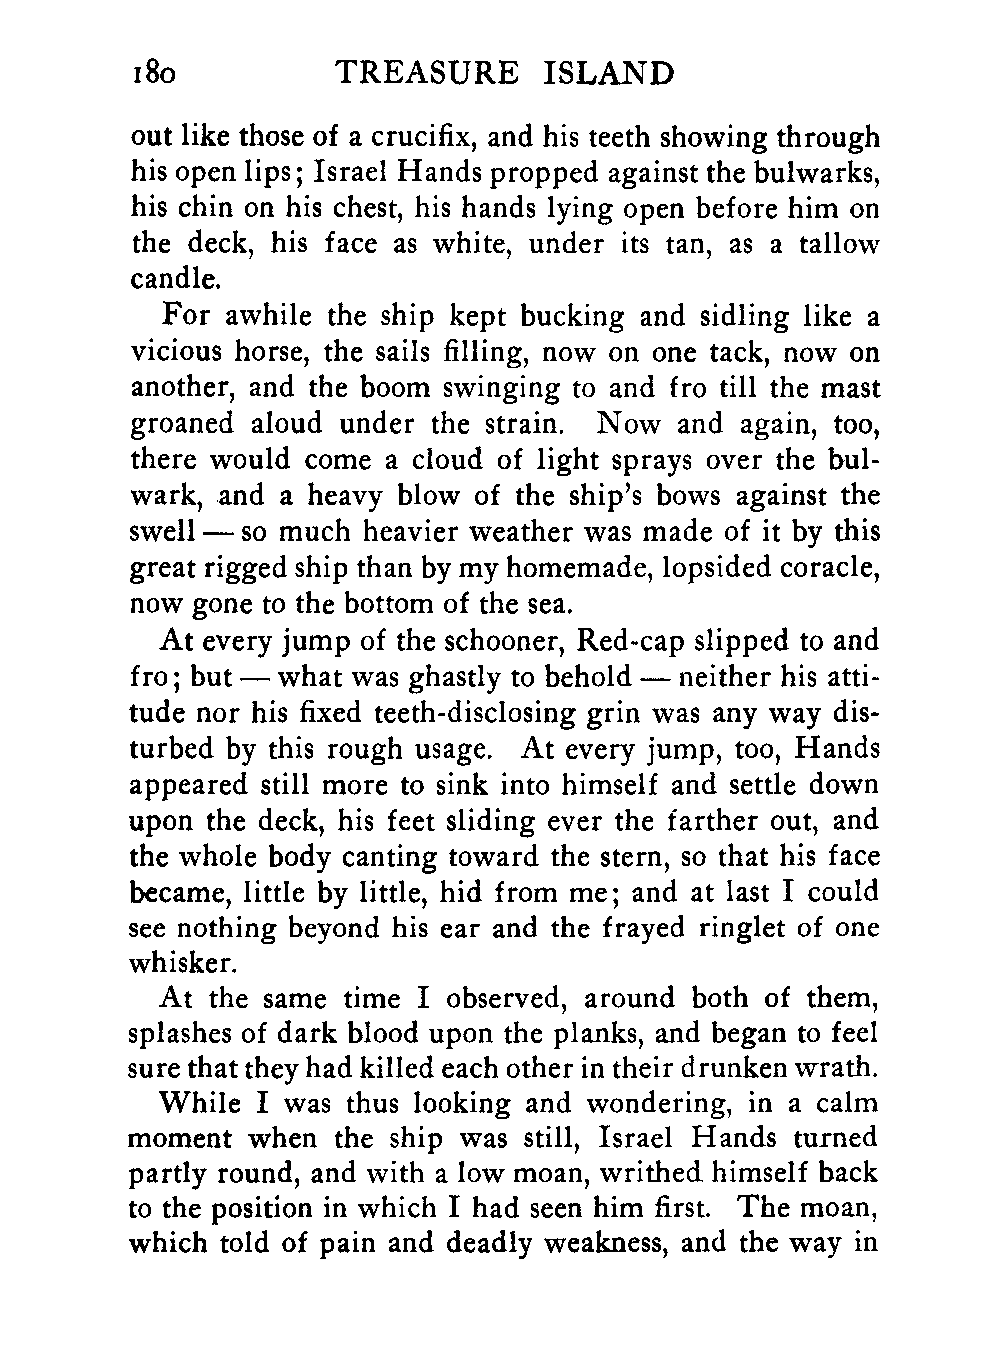 180 TREASURE ISLAND
out like those of a crucifix, and his teeth showing through
his open lips; Israel Hands propped against the bulwarks,
his chin on his chest, his hands lying open before him on
the deck, his face as white, under its tan, as a tallow
candle.
For awhile the ship kept bucking and sidling like a
vicious horse, the sails filling, now on one tack, now on
another, and the boom swinging to and fro till the mast
groaned aloud under the strain. Now and again, too,
there would come a cloud of light sprays over the bul-
wark, and a heavy blow of the ship's bows against the
swell — so much heavier weather was made of it by this
great rigged ship than by my homemade, lopsided coracle,
now gone to the bottom of the sea.
At every jump of the schooner, Red-cap slipped to and
fro; but — what was ghastly to behold — neither his atti-
tude nor his fixed teeth-disclosing grin was any way dis-
turbed by this rough usage. At every jump, too, Hands
appeared still more to sink into himself and settle down
upon the deck, his feet sliding ever the farther out, and
the whole body canting toward the stern, so that his face
became, little by little, hid from me; and at last I could
see nothing beyond his ear and the frayed ringlet of one
whisker.
At the same time I observed, around both of them,
splashes of dark blood upon the planks, and began to feel
sure that they had killed each other in their drunken wrath.
While I was thus looking and wondering, in a calm
moment when the ship was still, Israel Hands turned
partly round, and with a low moan, writhed himself back
to the position in which I had seen him first. The moan,
which told of pain and deadly weakness, and the way in